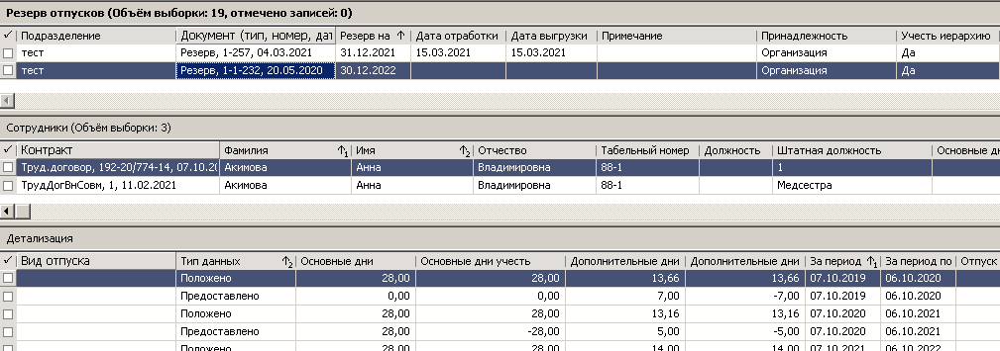 Резерв отпусков (Объём выборки: 19, отмечено записей: 0)
Подразделение Документ (тип, номер, дат Резерв на Дата отработки Дата выгрузки Примечание Принадлежность Учесть иерархию
тест Резерв, 1-257, 04.03.2021 31.12.2021 15.03.2021 15.03.2021 Организация Да
тест Резерв, 1-1-232, 20.05.2020 30.12.2022 Организация Да
Сотрудники (Объём выборки: 3)
Контракт Фамилия 1 Имя 2 Отчество Табельный номер Должность Штатная должность Основные дн
Труд.договор, 192-20/774-14, 07.10.20 Акимова Анна Владимировна 88-1 1
ТрудДогВнСовм, 1, 11.02.2021 Акимова Анна Владимировна 88-1 Медсестра
Детализация
Вид отпуска Тип данных 2 Основные дни Основные дни учесть Дополнительные дни Дополнительные дни За период 1 За период по Отпуск
Положено 28,00 28,00 13,66 13,66 07.10.2019 06.10.2020
Предоставлено 0,00 0,00 7,00 -7,00 07.10.2019 06.10.2020
Положено 28,00 28,00 13,16 13,16 07.10.2020 06.10.2021
Предоставлено 28,00 -28,00 5,00 -5,00 07.10.2020 06.10.2021
Положено 28,00 28,00 14,00 14,00 07.10.2021 06.10.2022